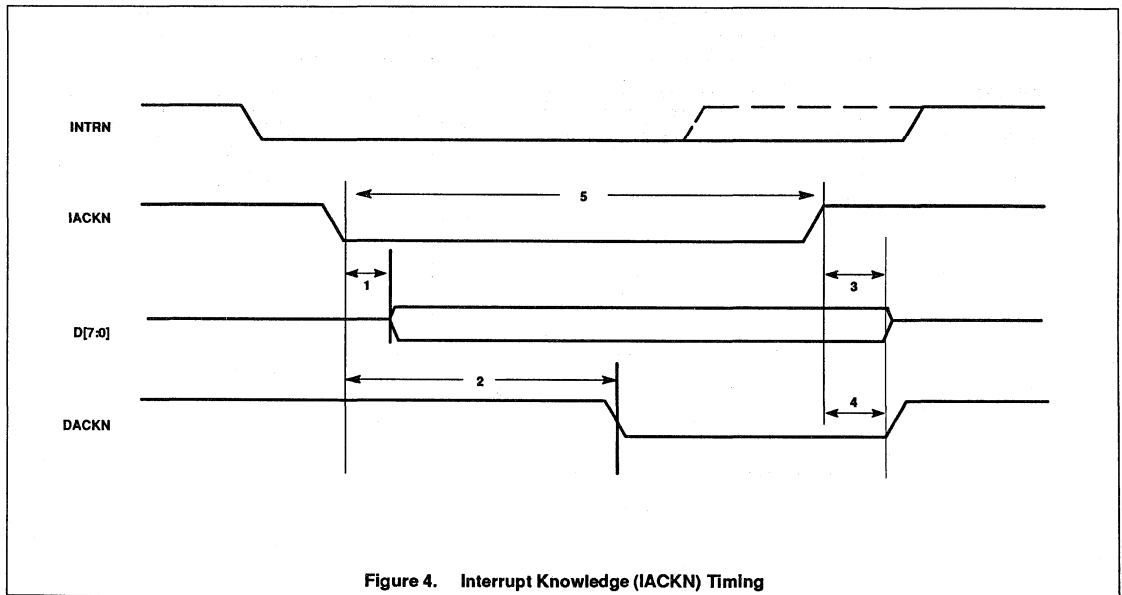 INTRN
5
IACKN
1
3
D[7:0]
2
4
DACKN
Figure 4. Interrupt Knowledge (IACKN) Timing